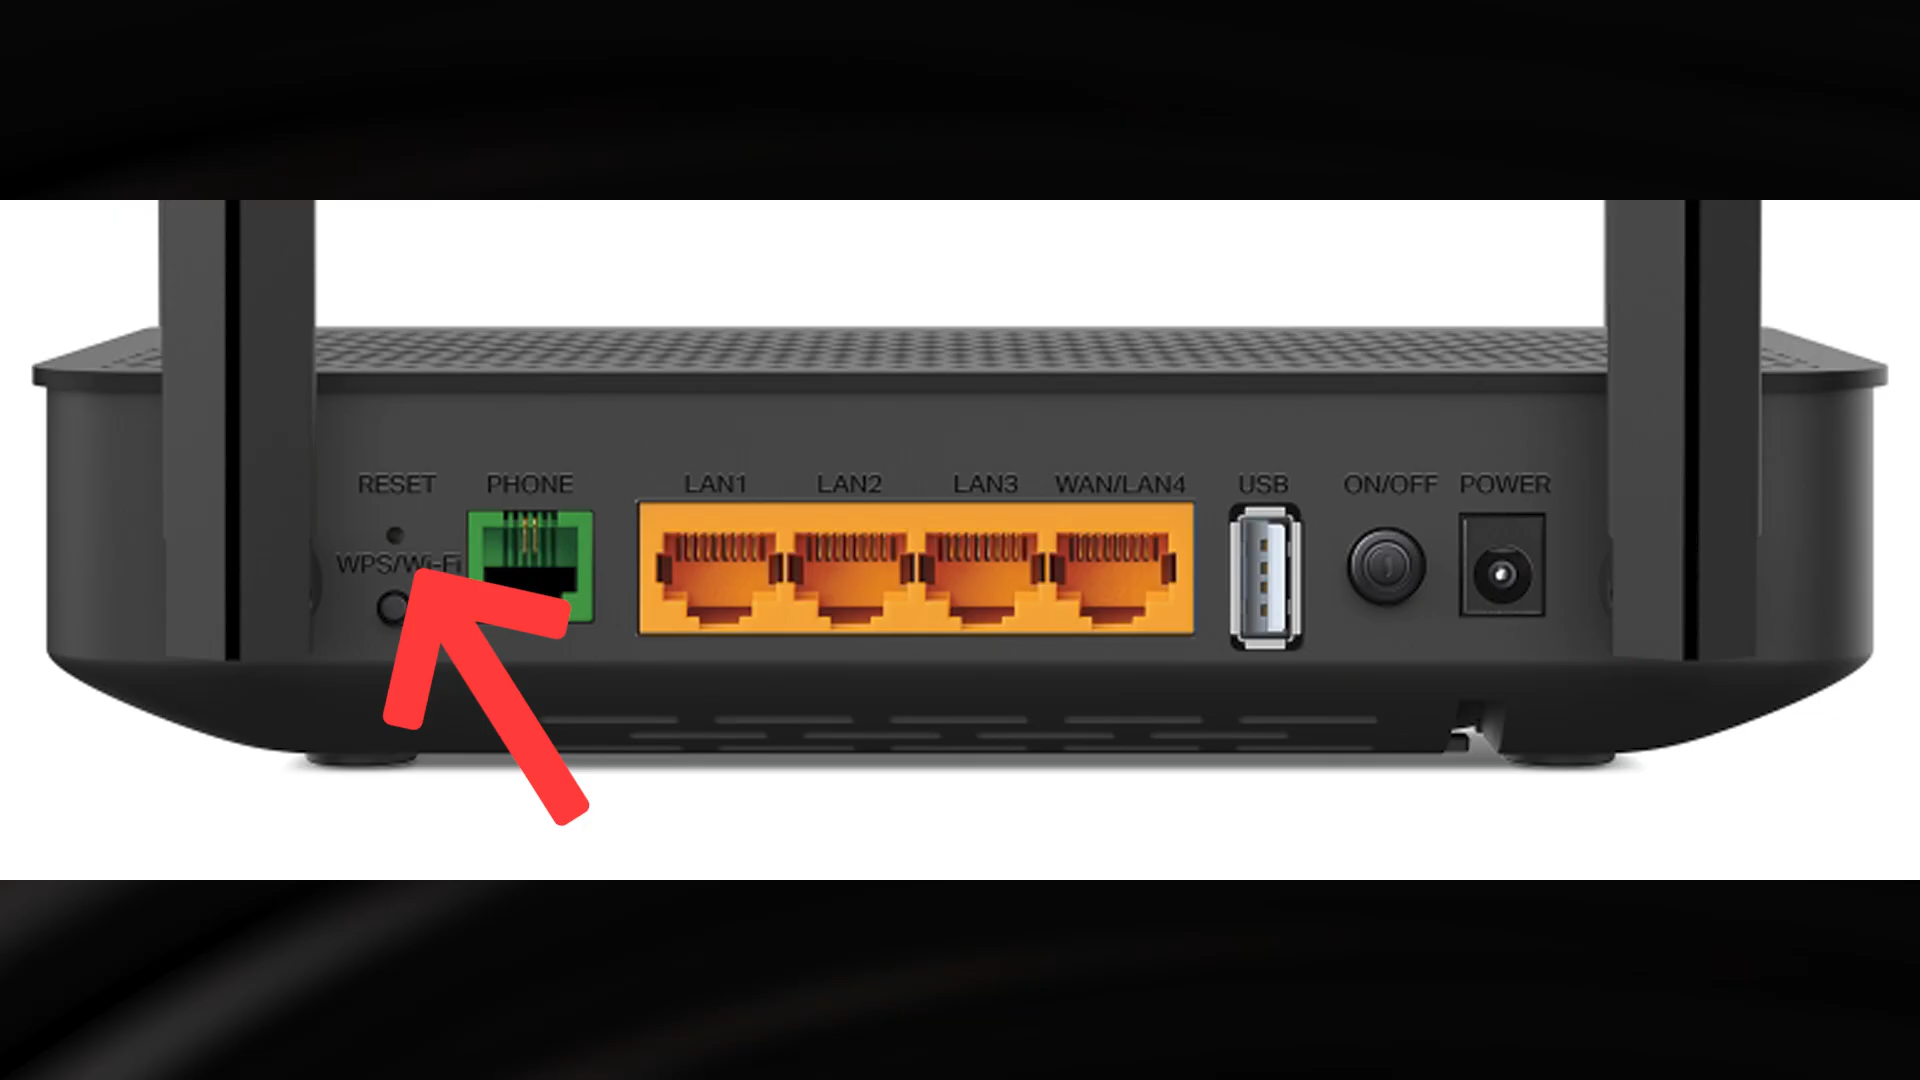 RESET
PHONE
LAN1
LAN2
LAN3
WAN/LAN4
USB
ON/OFF
POWER
WPS/Wi-Fi